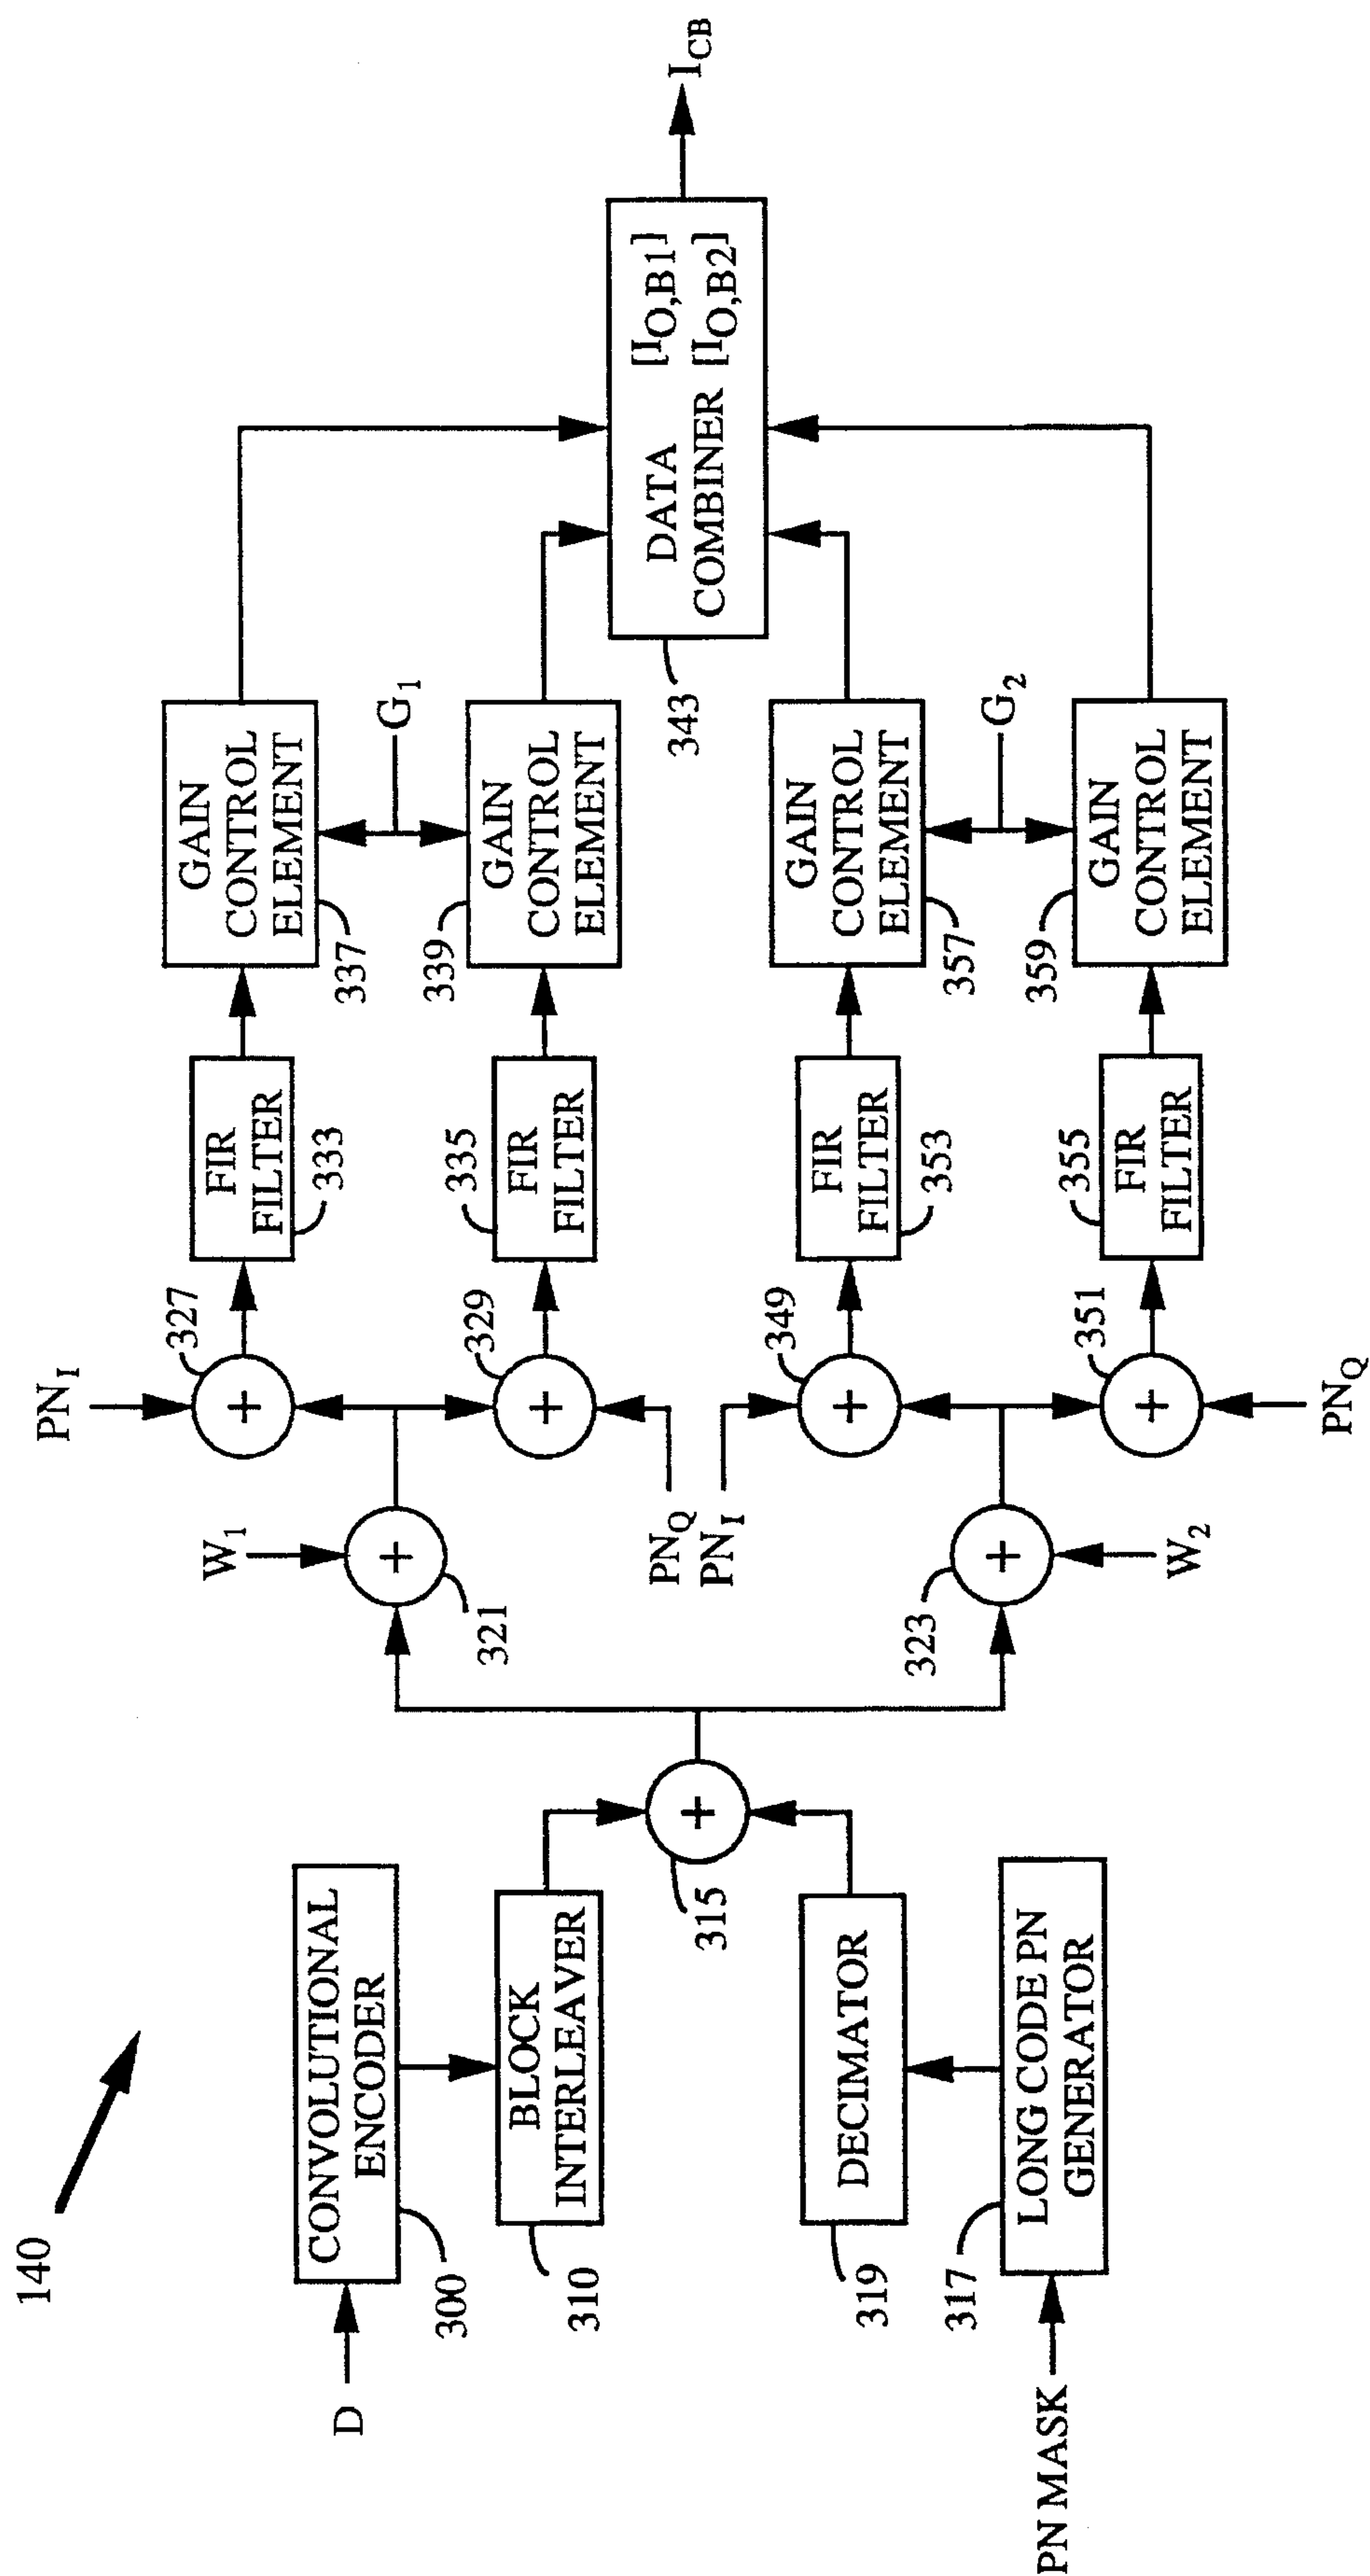 140
D
CONVOLUTIONAL
ENCODER
300
BLOCK
INTERLEAVER
310
DECIMATOR
319
PN MASK
LONG CODE PN
GENERATOR
317
+
315
W1
+
321
+
323
W2
PNI
+
327
+
329
PNQ
PNI
+
349
+
351
PNQ
FIR
FILTER
333
FIR
FILTER
335
FIR
FILTER
353
FIR
FILTER
355
GAIN
CONTROL
ELEMENT
337
G1
GAIN
CONTROL
ELEMENT
339
GAIN
CONTROL
ELEMENT
357
G2
GAIN
CONTROL
ELEMENT
359
DATA [IO,B1]
COMBINER [IO,B2]
343
ICB